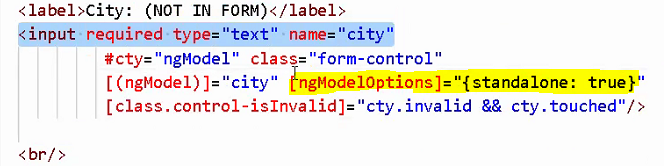 <label>City: (NOT IN FORM)</label>
<input required type="text" name="city"
#cty="ngModel" class="form-control"
[(ngModel)]="city" [ngModelOptions]="{standalone: true}"
[class.control-isInvalid]="cty.invalid && cty.touched"/>
<br/>